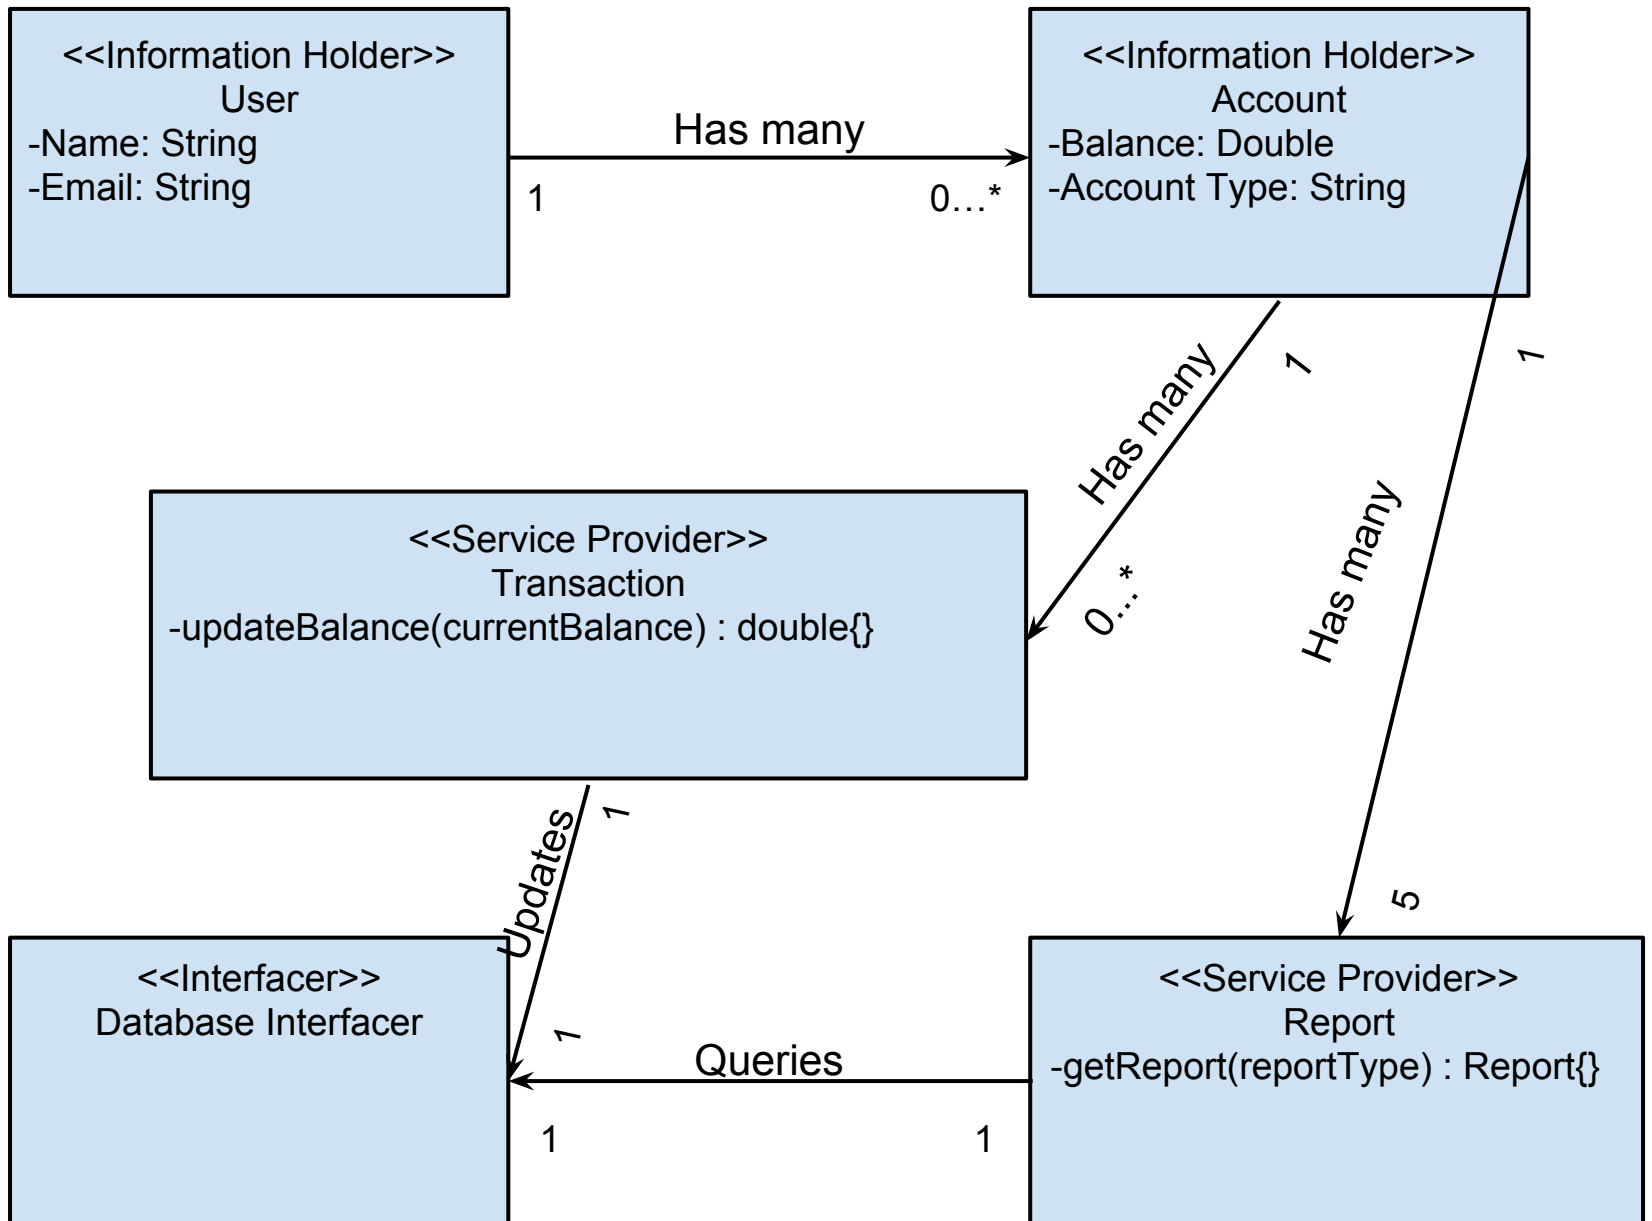 <<Information Holder>>
User
-Name: String
-Email: String
Has many
1
0...*
<<Information Holder>>
Account
-Balance: Double
-Account Type: String
Has many
1
0...*
Has many
1
5
<<Service Provider>>
Transaction
-updateBalance(currentBalance) : double{}
Updates
1
1
<<Interfacer>>
Database Interfacer
Queries
1
1
<<Service Provider>>
Report
-getReport(reportType) : Report{}